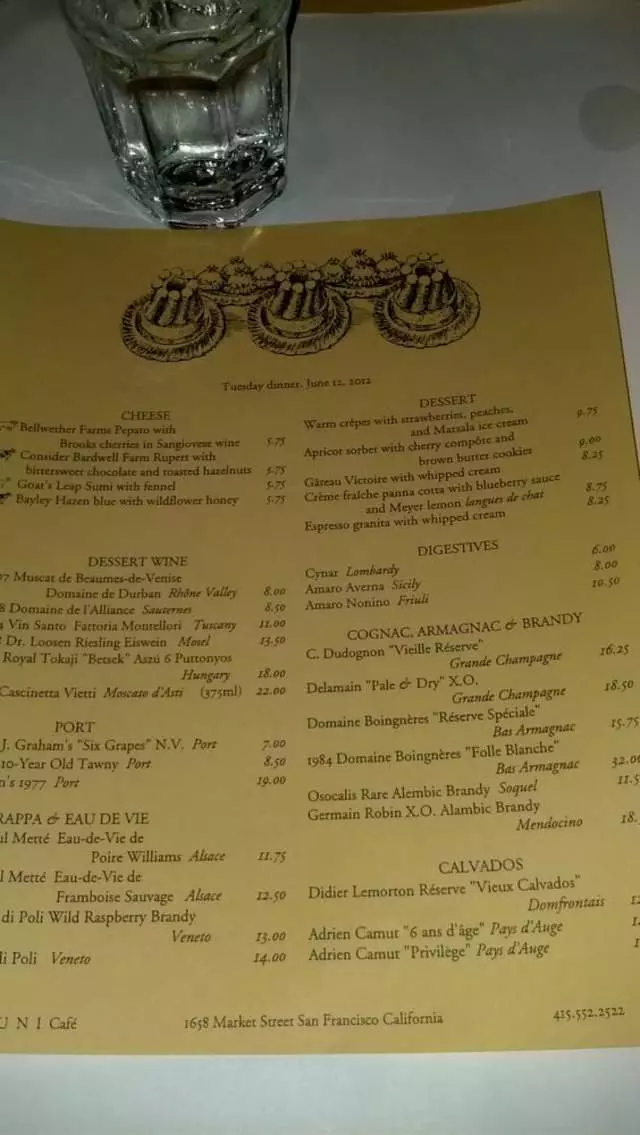 Tuesday dinner, June 12, 2012
CHEESE
Bellwether Farms Pepato with
Brooks cherries in Sangiovese wine 5.75
Consider Bardwell Farm Rupert with
bittersweet chocolate and roasted hazelnuts 5.75
Goat's Leap Sumi with fennel 5.75
Bayley Hazen blue with wildflower honey 5.75
DESSERT WINE
Muscat de Beaumes-de-Venise
Domaine de Durban Rhône Valley 8.00
Domaine de l'Alliance Sauternes 8.50
Vin Santo Fattoria Montellori Tuscany 11.00
Dr. Loosen Riesling Eiswein Mosel 13.50
Royal Tokaji "Betsek" Aszú 6 Puttonyos
Hungary 18.00
Cascinetta Vietti Moscato d'Asti (375ml) 22.00
PORT
J. Graham's "Six Grapes" N.V. Port 7.00
10-Year Old Tawny Port 8.50
1977 Port 19.00
& EAU DE VIE
Metté Eau-de-Vie de
Poire Williams Alsace 11.75
Metté Eau-de-Vie de
Framboise Sauvage Alsace 12.50
di Poli Wild Raspberry Brandy
Veneto 13.00
Poli Veneto 14.00
DESSERT
Warm crêpes with strawberries, peaches,
and Marsala ice cream 9.75
Apricot sorbet with cherry compôte and
brown butter cookies 9.00
Gâteau Victoire with whipped cream 8.25
Crème fraîche panna cotta with blueberry sauce
and Meyer lemon langues de chat 8.75
Espresso granita with whipped cream 8.25
DIGESTIVES
Cynar Lombardy 6.00
Amaro Averna Sicily 8.00
Amaro Nonino Friuli 10.50
COGNAC, ARMAGNAC & BRANDY
C. Dudognon "Vieille Réserve"
Grande Champagne 16.25
Delamain "Pale & Dry" X.O.
Grande Champagne 18.50
Domaine Boingnères "Réserve Spéciale"
Bas Armagnac 15.75
1984 Domaine Boingnères "Folle Blanche"
Bas Armagnac 32.00
Osocalis Rare Alembic Brandy Soquel
Germain Robin X.O. Alambic Brandy
Mendocino
CALVADOS
Didier Lemorton Réserve "Vieux Calvados"
Domfrontais
Adrien Camut "6 ans d'âge" Pays d'Auge
Adrien Camut "Privilège" Pays d'Auge
U N I Café 1658 Market Street San Francisco California 415.552.2522